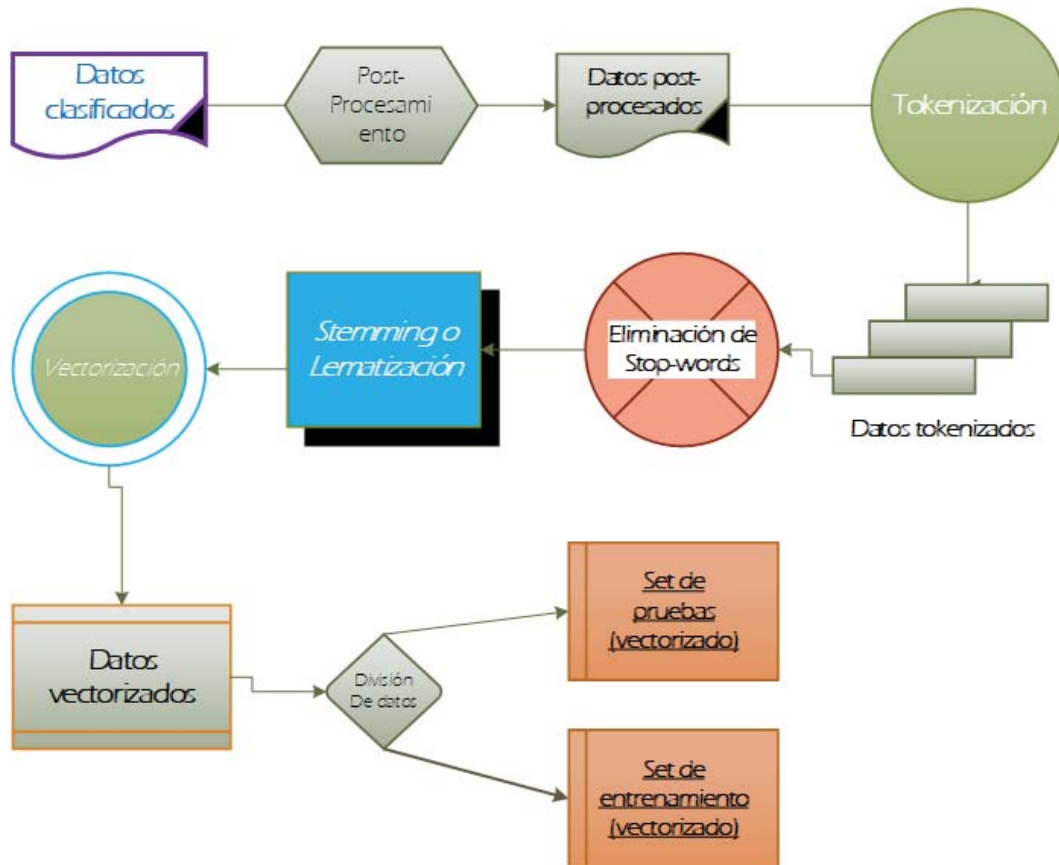 Datos
clasificados
Post-
Procesami
ento
Datos post-
procesados
Tokenización
Vectorización
Stemming o
Lematización
Eliminación de
Stop-words
Datos tokenizados
Datos
vectorizados
División
De datos
Set de
pruebas
(vectorizado)
Set de
entrenamiento
(vectorizado)